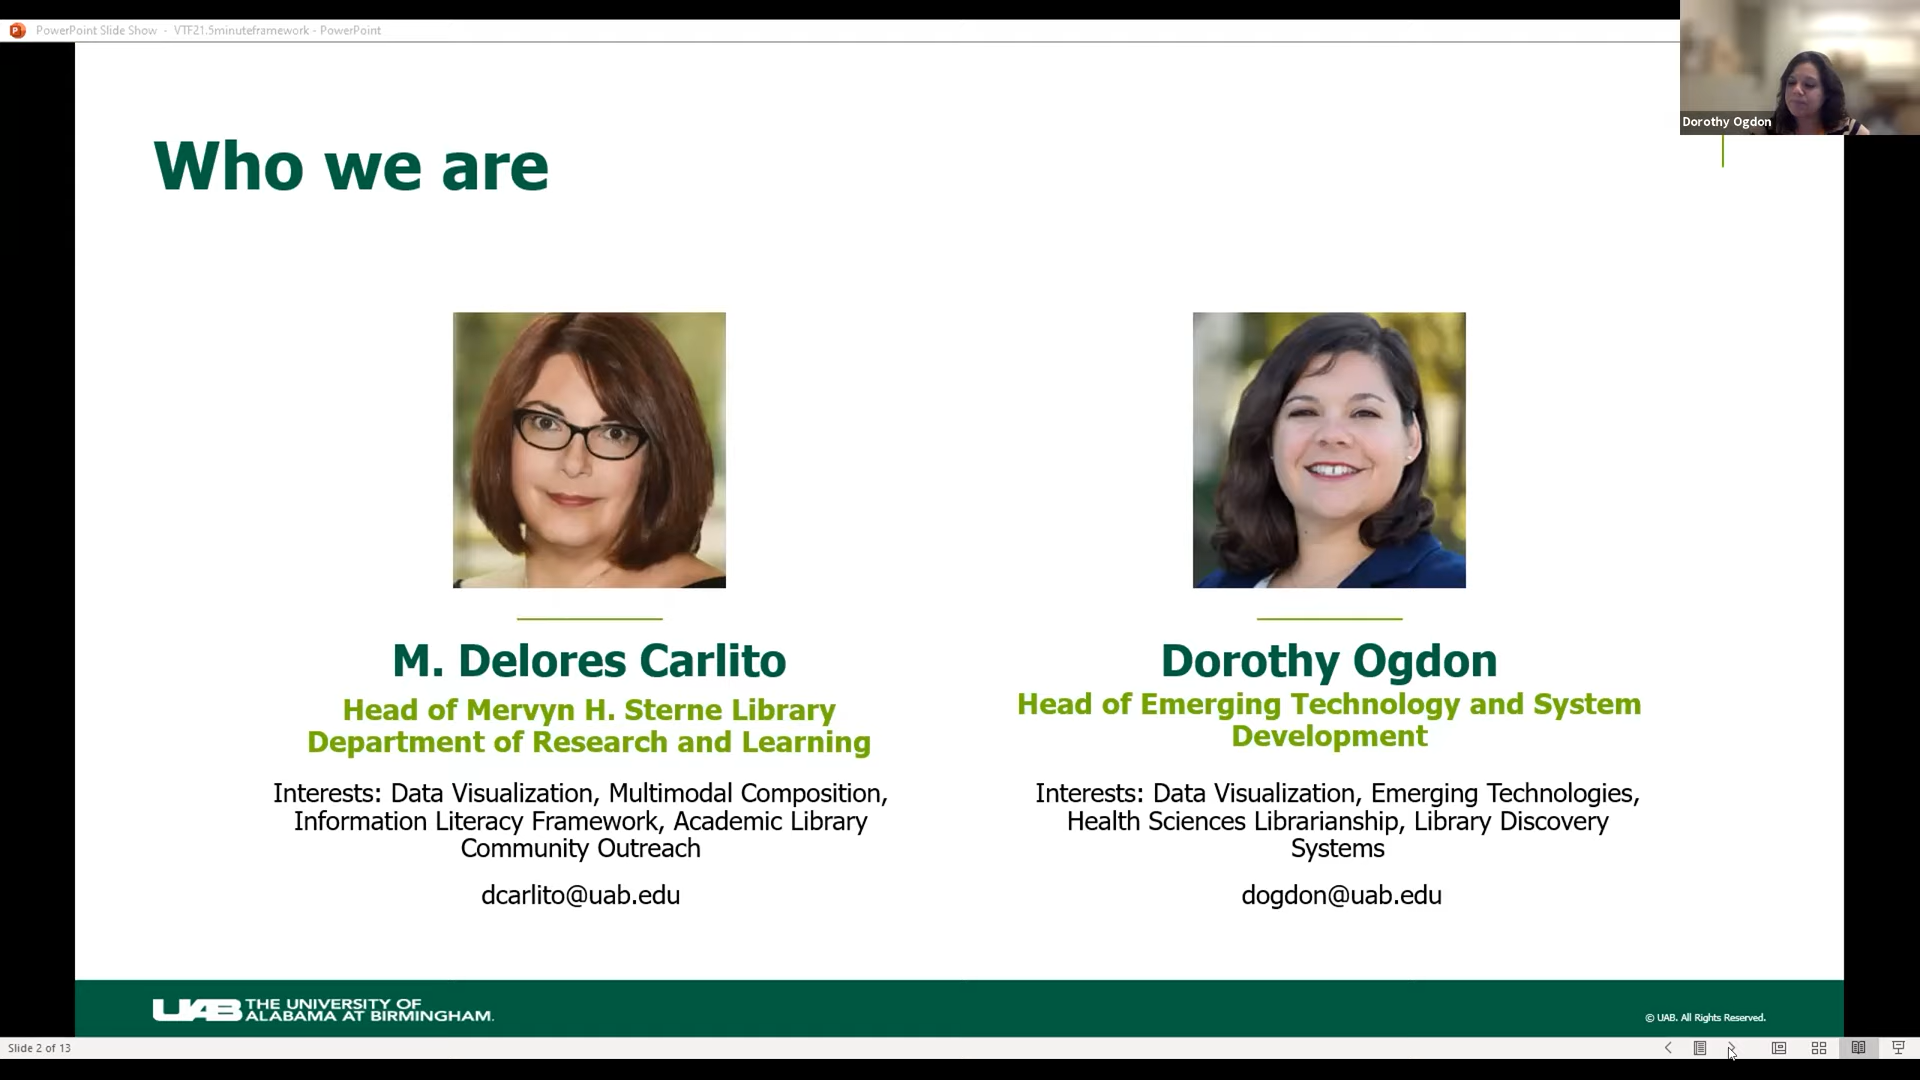 PowerPoint Slide Show - VTF21.5minuteframework - PowerPoint
Dorothy Ogdon
Who we are
M. Delores Carlito
Head of Mervyn H. Sterne Library
Department of Research and Learning
Interests: Data Visualization, Multimodal Composition,
Information Literacy Framework, Academic Library
Community Outreach
dcarlito@uab.edu
Dorothy Ogdon
Head of Emerging Technology and System
Development
Interests: Data Visualization, Emerging Technologies,
Health Sciences Librarianship, Library Discovery
Systems
dogdon@uab.edu
UAB THE UNIVERSITY OF
ALABAMA AT BIRMINGHAM.
© UAB. All Rights Reserved.
Slide 2 of 13